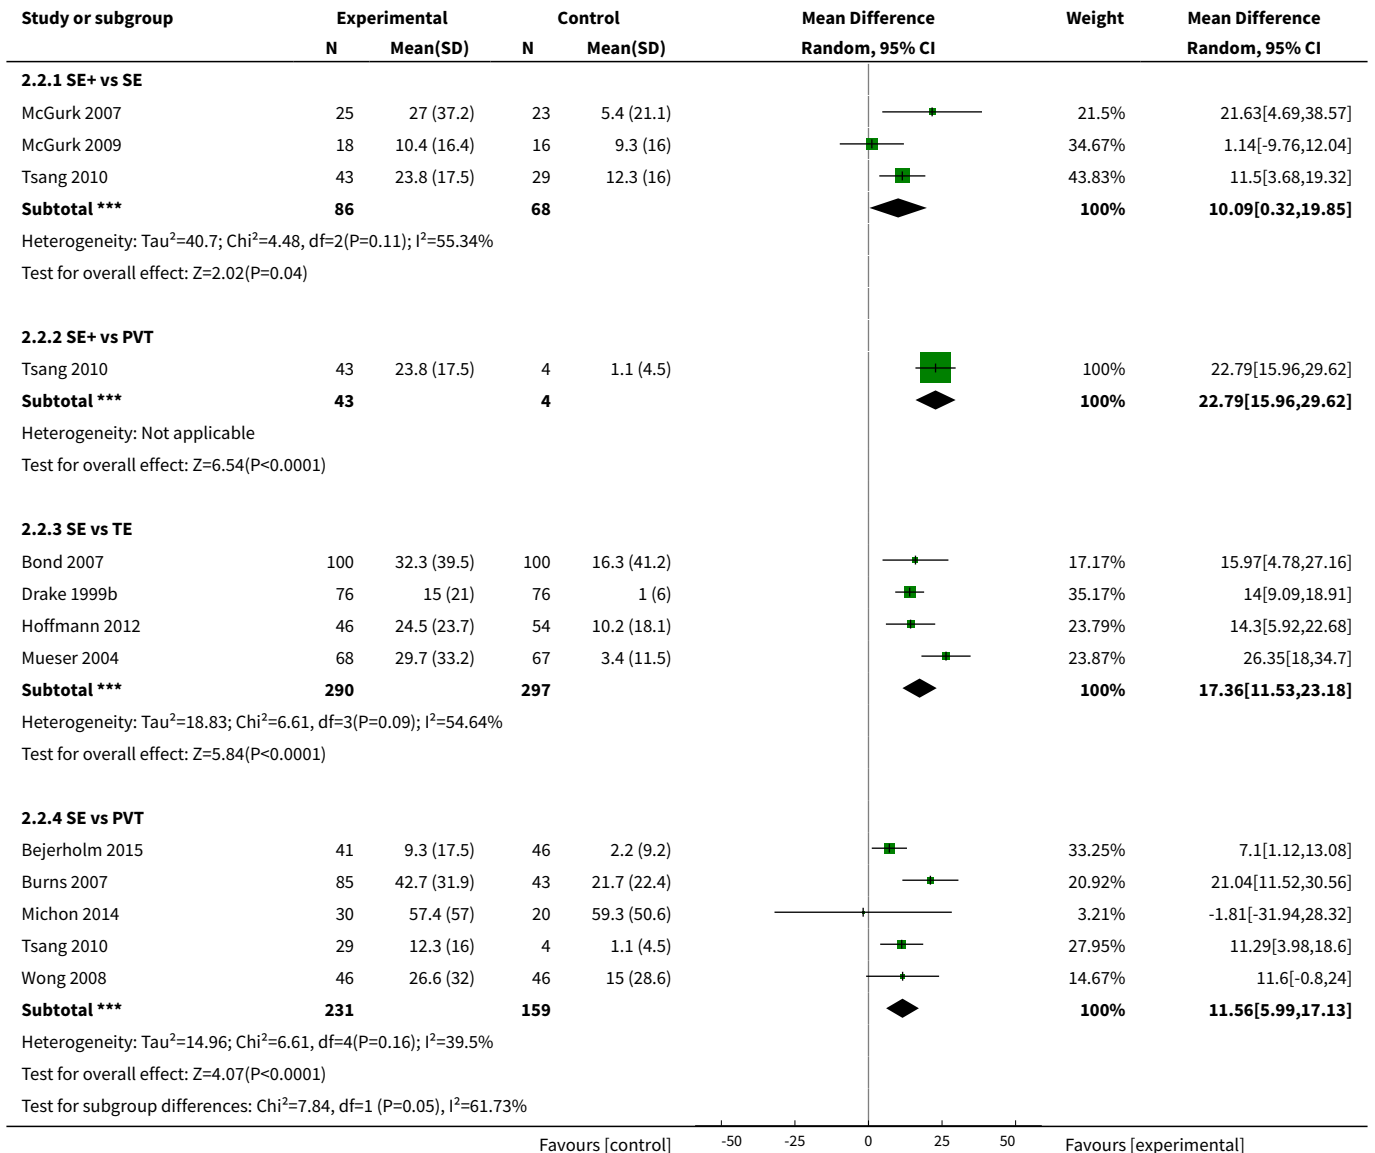 Study or subgroup Experimental Control Mean Difference Weight Mean Difference
N Mean(SD) N Mean(SD) Random, 95% CI Random, 95% CI
2.2.1 SE+ vs SE
McGurk 2007 25 27 (37.2) 23 5.4 (21.1) 21.5% 21.63[4.69,38.57]
McGurk 2009 18 10.4 (16.4) 16 9.3 (16) 34.67% 1.14[-9.76,12.04]
Tsang 2010 43 23.8 (17.5) 29 12.3 (16) 43.83% 11.5[3.68,19.32]
Subtotal *** 86 68 100% 10.09[0.32,19.85]
Heterogeneity: Tau²=40.7; Chi²=4.48, df=2(P=0.11); I²=55.34%
Test for overall effect: Z=2.02(P=0.04)
2.2.2 SE+ vs PVT
Tsang 2010 43 23.8 (17.5) 4 1.1 (4.5) 100% 22.79[15.96,29.62]
Subtotal *** 43 4 100% 22.79[15.96,29.62]
Heterogeneity: Not applicable
Test for overall effect: Z=6.54(P<0.0001)
2.2.3 SE vs TE
Bond 2007 100 32.3 (39.5) 100 16.3 (41.2) 17.17% 15.97[4.78,27.16]
Drake 1999b 76 15 (21) 76 1 (6) 35.17% 14[9.09,18.91]
Hoffmann 2012 46 24.5 (23.7) 54 10.2 (18.1) 23.79% 14.3[5.92,22.68]
Mueser 2004 68 29.7 (33.2) 67 3.4 (11.5) 23.87% 26.35[18,34.7]
Subtotal *** 290 297 100% 17.36[11.53,23.18]
Heterogeneity: Tau²=18.83; Chi²=6.61, df=3(P=0.09); I²=54.64%
Test for overall effect: Z=5.84(P<0.0001)
2.2.4 SE vs PVT
Bejerholm 2015 41 9.3 (17.5) 46 2.2 (9.2) 33.25% 7.1[1.12,13.08]
Burns 2007 85 42.7 (31.9) 43 21.7 (22.4) 20.92% 21.04[11.52,30.56]
Michon 2014 30 57.4 (57) 20 59.3 (50.6) 3.21% -1.81[-31.94,28.32]
Tsang 2010 29 12.3 (16) 4 1.1 (4.5) 27.95% 11.29[3.98,18.6]
Wong 2008 46 26.6 (32) 46 15 (28.6) 14.67% 11.6[-0.8,24]
Subtotal *** 231 159 100% 11.56[5.99,17.13]
Heterogeneity: Tau²=14.96; Chi²=6.61, df=4(P=0.16); I²=39.5%
Test for overall effect: Z=4.07(P<0.0001)
Test for subgroup differences: Chi²=7.84, df=1 (P=0.05), I²=61.73%
Favours [control] -50 -25 0 25 50 Favours [experimental]